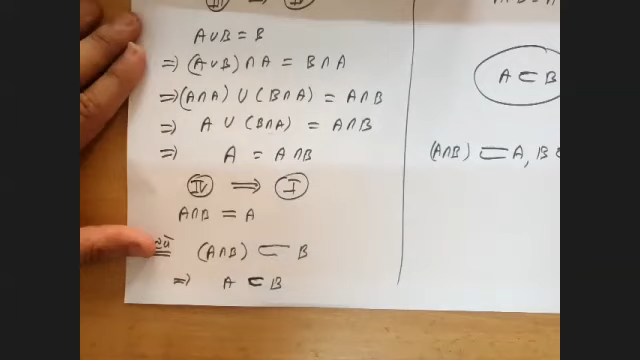 A∪B = B
⇒ (A∪B)∩A = B∩A
⇒ (A∩A) ∪ (B∩A) = A∩B
⇒ A ∪ (B∩A) = A∩B
⇒ A = A∩B
IV ⇒ I
A∩B = A
(A∩B) ⊂ B
⇒ A ⊂ B
A ⊂ B
(A∩B) ⊂ A, B